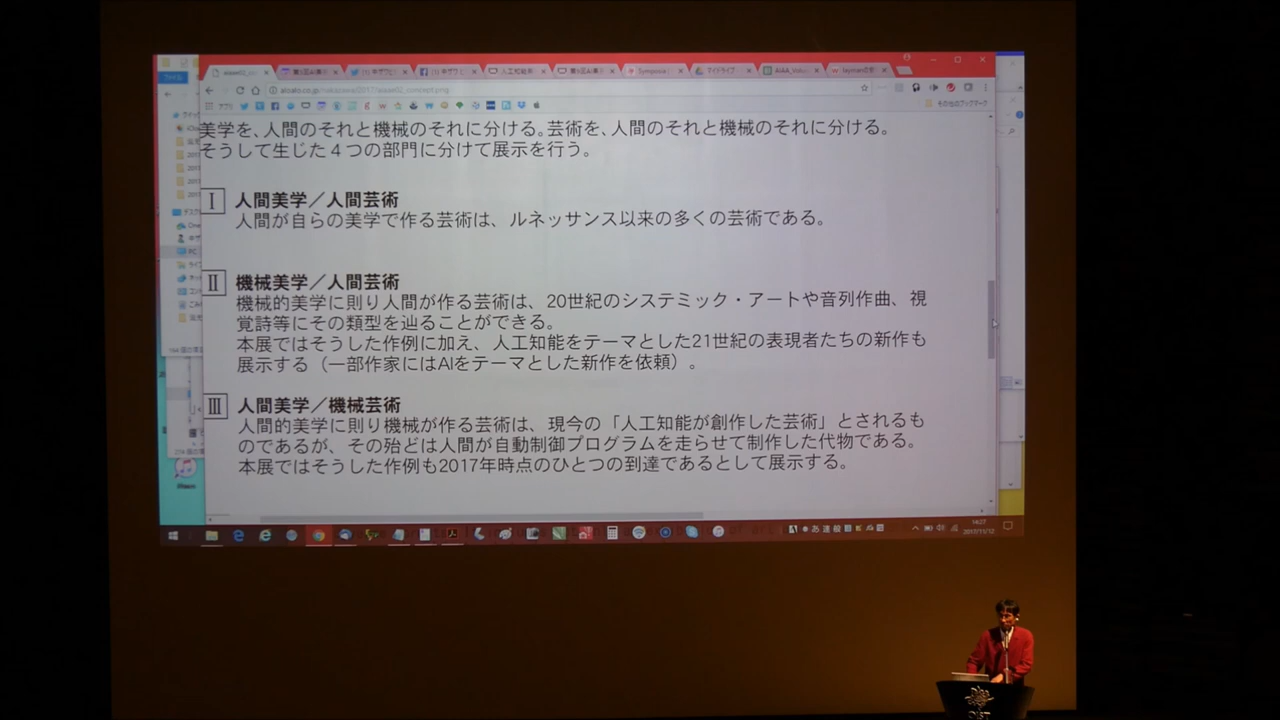 aloalo.co.jp/nakazawa/2017/aiaae02_concept.png
美学を、人間のそれと機械のそれに分ける。芸術を、人間のそれと機械のそれに分ける。
そうして生じた４つの部門に分けて展示を行う。
Ⅰ 人間美学／人間芸術
人間が自らの美学で作る芸術は、ルネッサンス以来の多くの芸術である。
Ⅱ 機械美学／人間芸術
機械的美学に則り人間が作る芸術は、20世紀のシステミック・アートや音列作曲、視
覚詩等にその類型を辿ることができる。
本展ではそうした作例に加え、人工知能をテーマとした21世紀の表現者たちの新作も
展示する（一部作家にはAIをテーマとした新作を依頼）。
Ⅲ 人間美学／機械芸術
人間的美学に則り機械が作る芸術は、現今の「人工知能が創作した芸術」とされるも
のであるが、その殆どは人間が自動制御プログラムを走らせて制作した代物である。
本展ではそうした作例も2017年時点のひとつの到達であるとして展示する。
14:27
2017/11/12